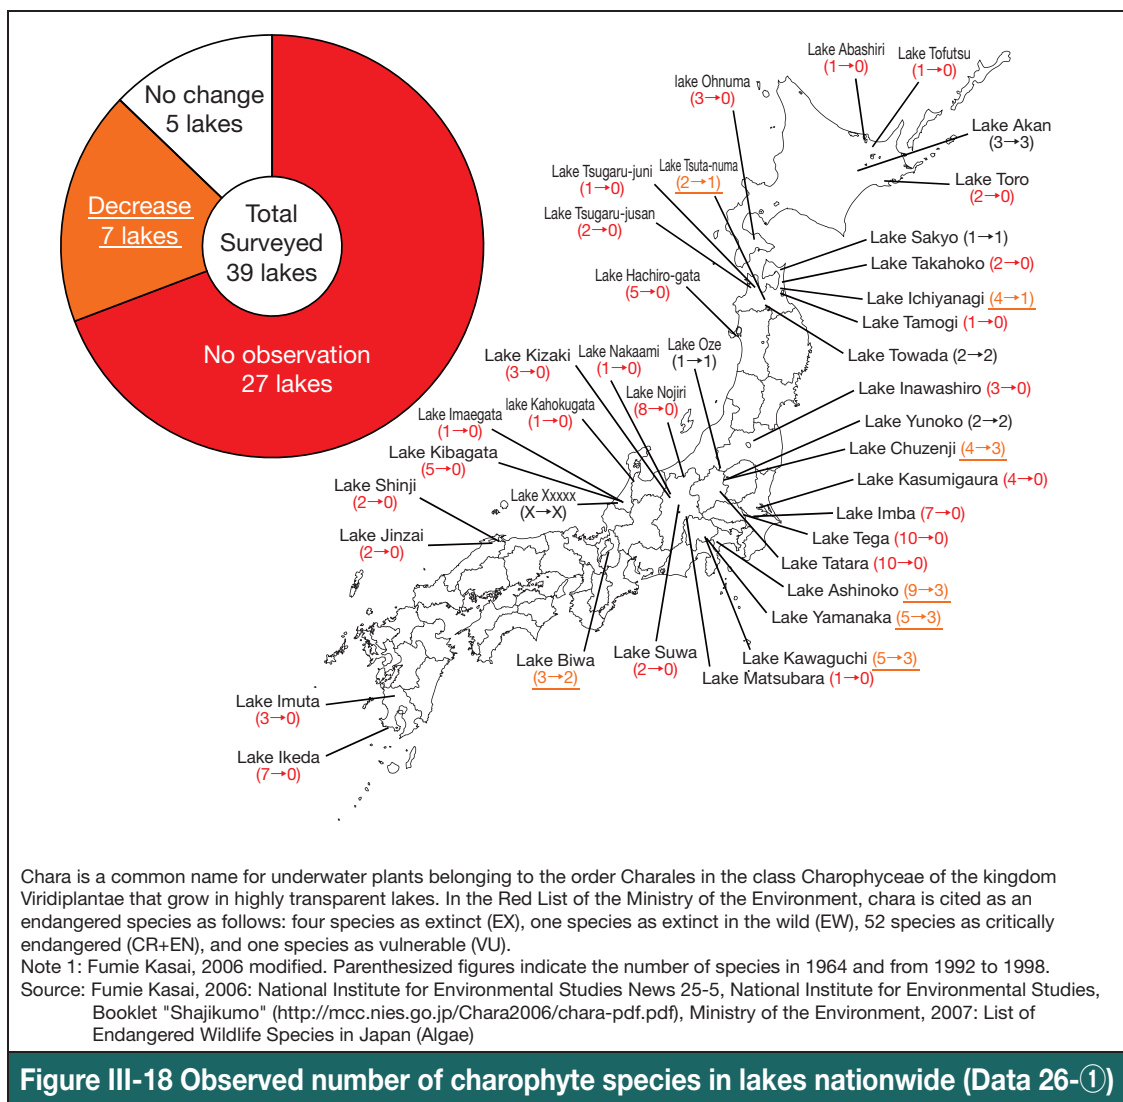 No change
5 lakes
Decrease
7 lakes
Total
Surveyed
39 lakes
No observation
27 lakes
Lake Abashiri
(1→0)
Lake Tofutsu
(1→0)
lake Ohnuma
(3→0)
Lake Akan
(3→3)
Lake Toro
(2→0)
Lake Tsugaru-juni
(1→0)
Lake Tsuta-numa
(2→1)
Lake Tsugaru-jusan
(2→0)
Lake Hachiro-gata
(5→0)
Lake Sakyo (1→1)
Lake Takahoko (2→0)
Lake Ichiyanagi (4→1)
Lake Tamogi (1→0)
Lake Towada (2→2)
Lake Oze
(1→1)
Lake Kizaki
(3→0)
Lake Nakaami
(1→0)
Lake Nojiri
(8→0)
Lake Inawashiro (3→0)
Lake Yunoko (2→2)
Lake Chuzenji (4→3)
Lake Kasumigaura (4→0)
Lake Imba (7→0)
Lake Tega (10→0)
Lake Tatara (10→0)
Lake Ashinoko (9→3)
Lake Yamanaka (5→3)
Lake Kawaguchi (5→3)
Lake Matsubara (1→0)
Lake Imaegata
(1→0)
lake Kahokugata
(1→0)
Lake Kibagata
(5→0)
Lake Shinji
(2→0)
Lake Xxxxx
(X→X)
Lake Jinzai
(2→0)
Lake Biwa
(3→2)
Lake Suwa
(2→0)
Lake Imuta
(3→0)
Lake Ikeda
(7→0)
Chara is a common name for underwater plants belonging to the order Charales in the class Charophyceae of the kingdom
Viridiplantae that grow in highly transparent lakes. In the Red List of the Ministry of the Environment, chara is cited as an
endangered species as follows: four species as extinct (EX), one species as extinct in the wild (EW), 52 species as critically
endangered (CR+EN), and one species as vulnerable (VU).
Note 1: Fumie Kasai, 2006 modified. Parenthesized figures indicate the number of species in 1964 and from 1992 to 1998.
Source: Fumie Kasai, 2006: National Institute for Environmental Studies News 25-5, National Institute for Environmental Studies,
Booklet "Shajikumo" (http://mcc.nies.go.jp/Chara2006/chara-pdf.pdf), Ministry of the Environment, 2007: List of
Endangered Wildlife Species in Japan (Algae)
Figure III-18 Observed number of charophyte species in lakes nationwide (Data 26-①)